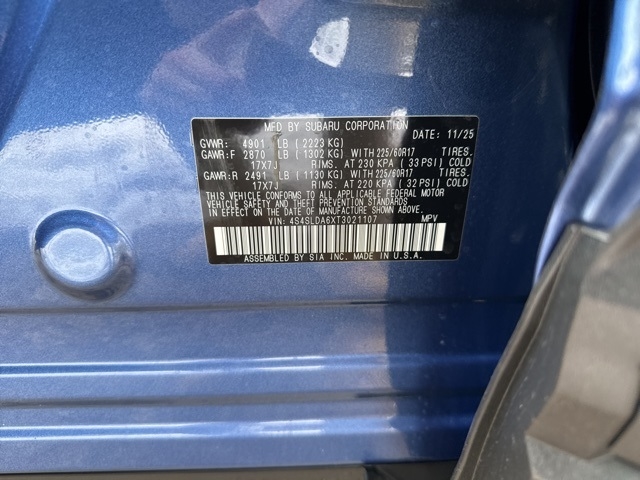 MFD BY SUBARU CORPORATION
DATE: 11/25
GVWR: 4901 LB (2223 KG)
GAWR:F 2870 LB (1302 KG) WITH 225/60R17 TIRES.
17X7J RIMS. AT 230 KPA (33 PSI) COLD
GAWR:R 2491 LB (1130 KG) WITH 225/60R17 TIRES.
17X7J RIMS. AT 220 KPA (32 PSI) COLD
THIS VEHICLE CONFORMS TO ALL APPLICABLE FEDERAL MOTOR
VEHICLE SAFETY AND THEFT PREVENTION STANDARDS
IN EFFECT ON THE DATE OF MANUFACTURE SHOWN ABOVE.
VIN: 4S4SLDA6XT3021107 MPV
ASSEMBLED BY SIA INC. MADE IN U.S.A.